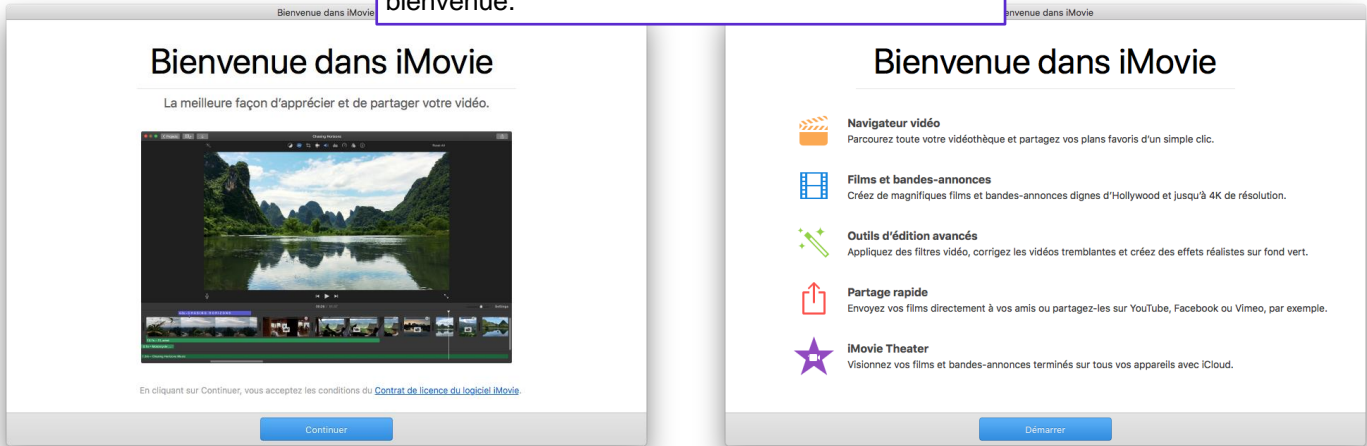 bienvenue.
Bienvenue dans iMovie
Bienvenue dans iMovie
La meilleure façon d'apprécier et de partager votre vidéo.
Chasing Horizons
En cliquant sur Continuer, vous acceptez les conditions du Contrat de licence du logiciel iMovie.
Continuer
envenue dans iMovie
Bienvenue dans iMovie
Navigateur vidéo
Parcourez toute votre vidéothèque et partagez vos plans favoris d'un simple clic.
Films et bandes-annonces
Créez de magnifiques films et bandes-annonces dignes d'Hollywood et jusqu'à 4K de résolution.
Outils d'édition avancés
Appliquez des filtres vidéo, corrigez les vidéos tremblantes et créez des effets réalistes sur fond vert.
Partage rapide
Envoyez vos films directement à vos amis ou partagez-les sur YouTube, Facebook ou Vimeo, par exemple.
iMovie Theater
Visionnez vos films et bandes-annonces terminés sur tous vos appareils avec iCloud.
Démarrer